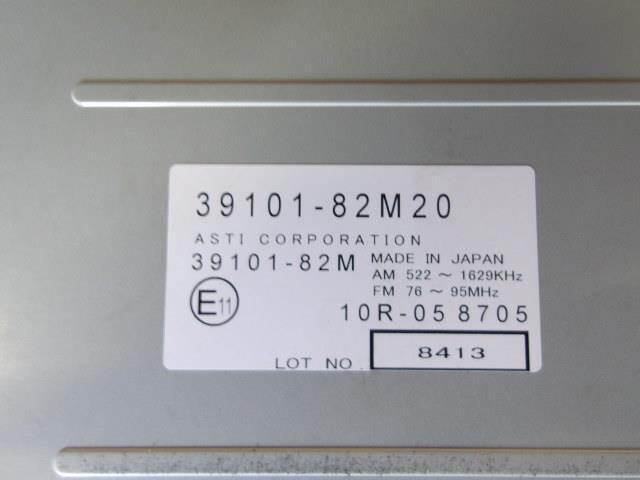 39101-82M20
ASTI CORPORATION
39101-82M
MADE IN JAPAN
AM 522 ~ 1629KHz
FM 76 ~ 95MHz
E11
10R-05 8705
LOT NO. 8413